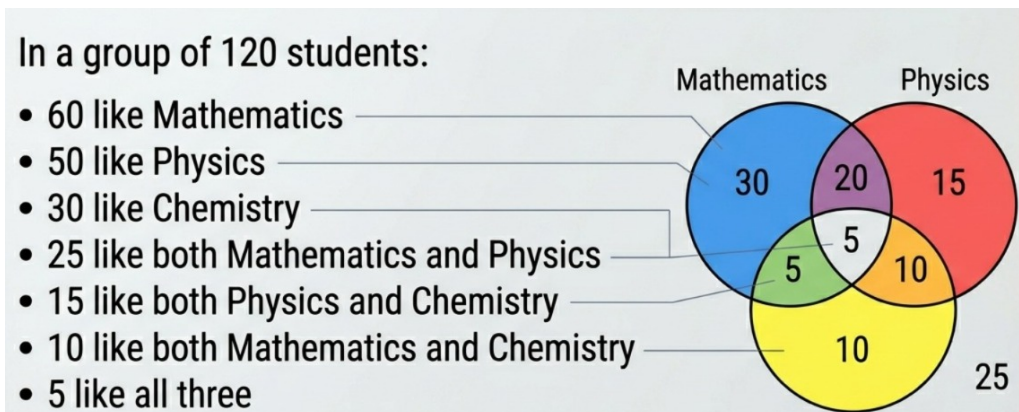 In a group of 120 students:
• 60 like Mathematics
• 50 like Physics
• 30 like Chemistry
• 25 like both Mathematics and Physics
• 15 like both Physics and Chemistry
• 10 like both Mathematics and Chemistry
• 5 like all three
Mathematics Physics
30 20 15
5
5 10
10
25